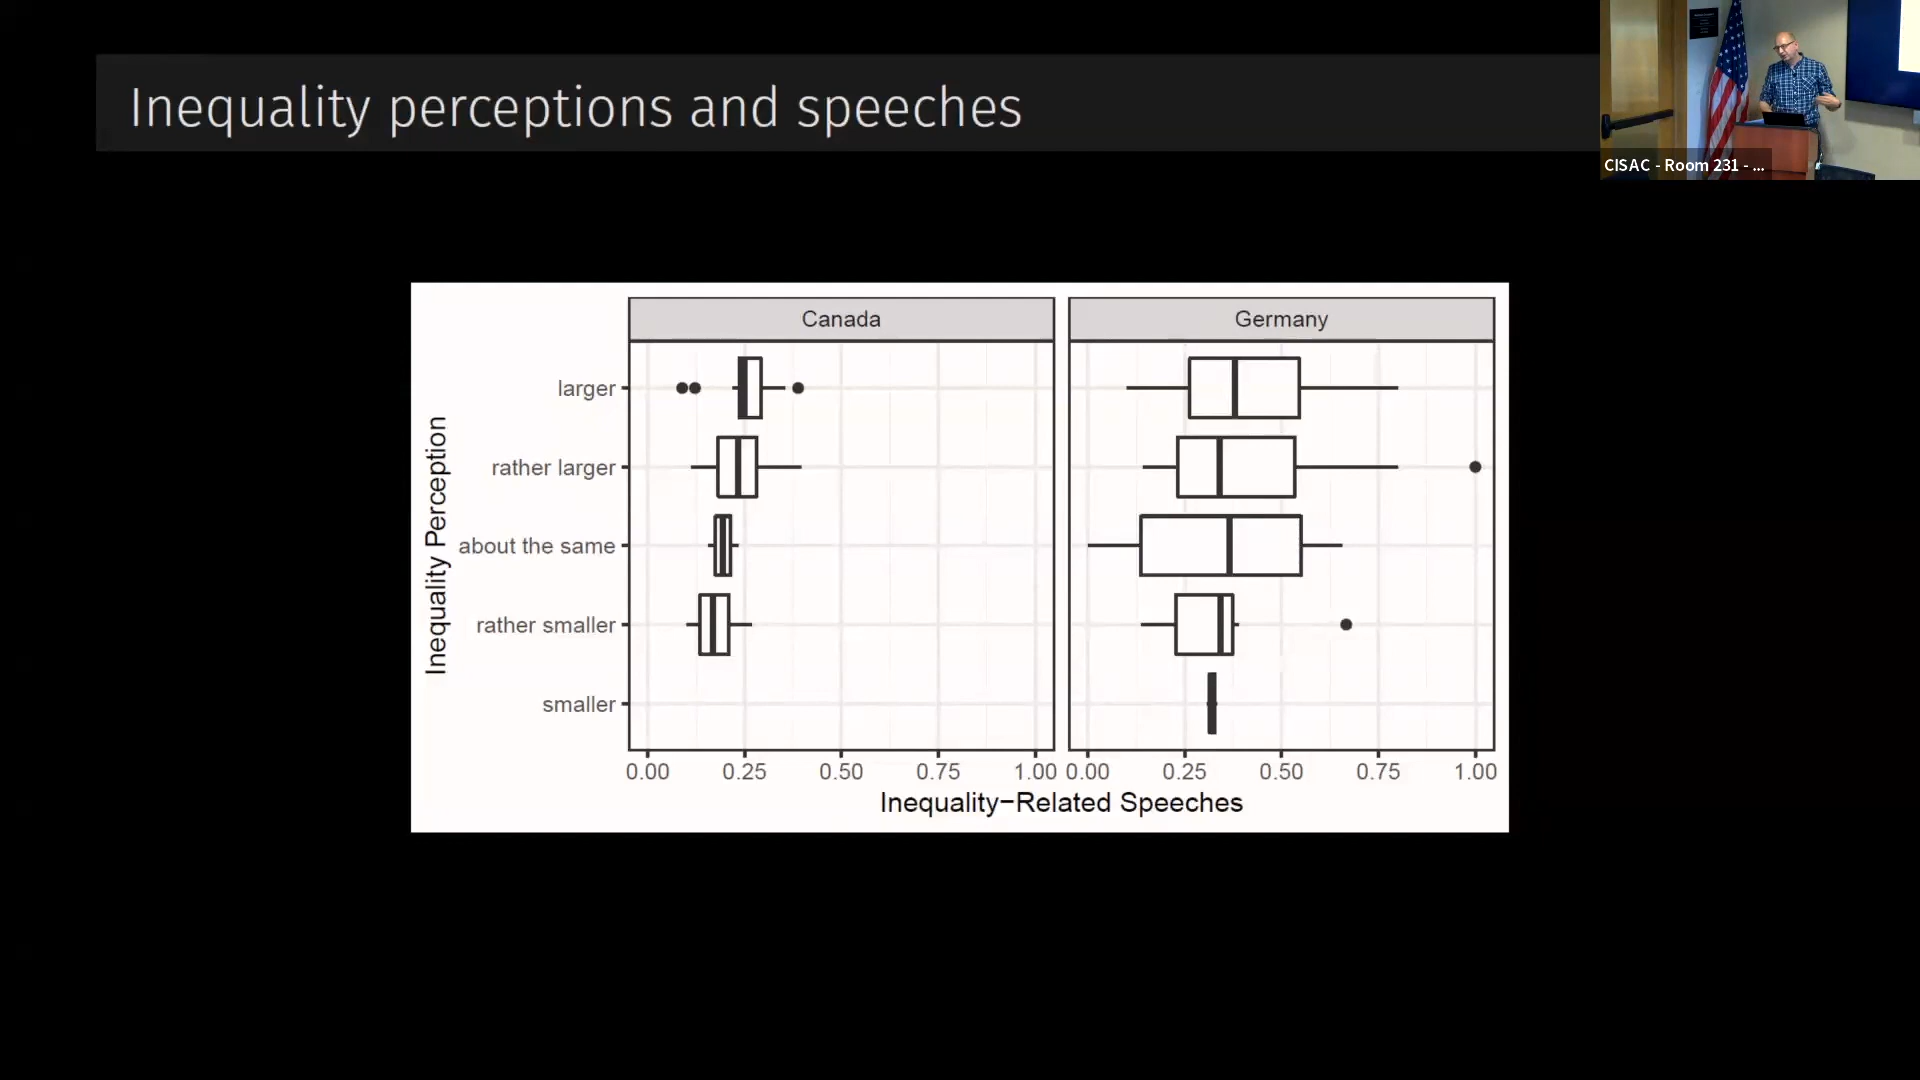 Inequality perceptions and speeches
CISAC - Room 231 - ...
Canada
Germany
Inequality Perception
larger
rather larger
about the same
rather smaller
smaller
0.00 0.25 0.50 0.75 1.00 0.00 0.25 0.50 0.75 1.00
Inequality−Related Speeches